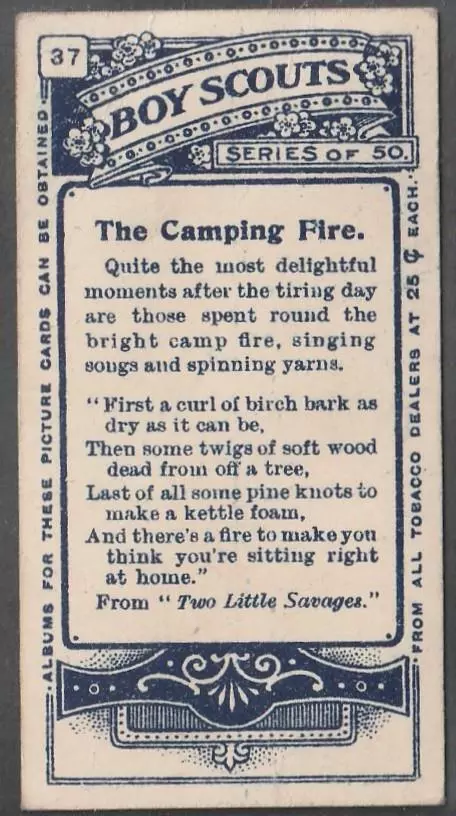 37
BOY SCOUTS
SERIES OF 50.
The Camping Fire.
Quite the most delightful
moments after the tiring day
are those spent round the
bright camp fire, singing
songs and spinning yarns.
"First a curl of birch bark as
dry as it can be,
Then some twigs of soft wood
dead from off a tree,
Last of all some pine knots to
make a kettle foam,
And there's a fire to make you
think you're sitting right
at home."
From "Two Little Savages."
ALBUMS FOR THESE PICTURE CARDS CAN BE OBTAINED
FROM ALL TOBACCO DEALERS AT 25 ¢ EACH.